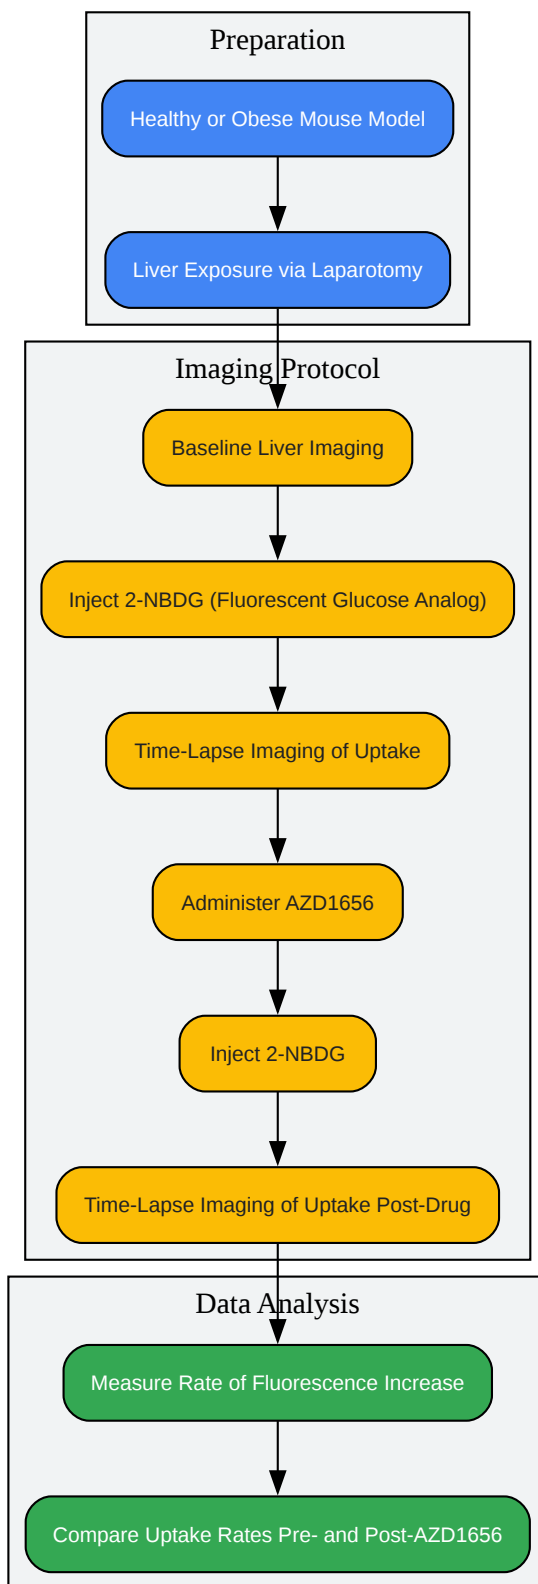 Preparation
Healthy or Obese Mouse Model
Liver Exposure via Laparotomy
Imaging Protocol
Baseline Liver Imaging
Inject 2-NBDG (Fluorescent Glucose Analog)
Time-Lapse Imaging of Uptake
Administer AZD1656
Inject 2-NBDG
Time-Lapse Imaging of Uptake Post-Drug
Data Analysis
Measure Rate of Fluorescence Increase
Compare Uptake Rates Pre- and Post-AZD1656